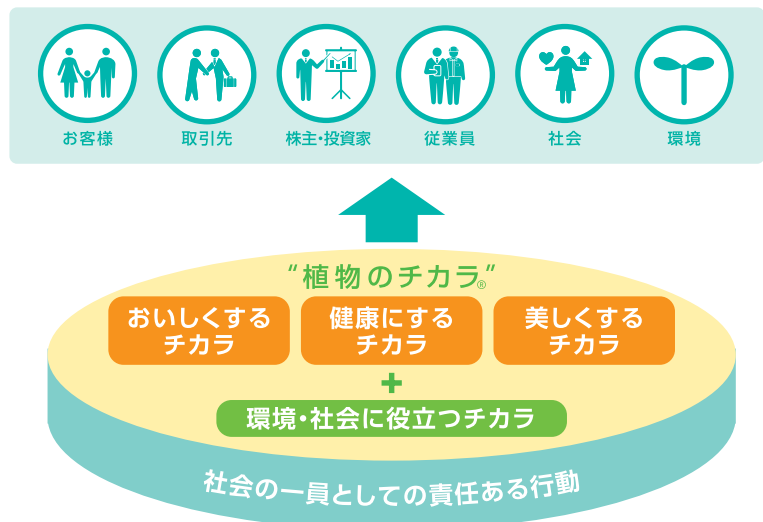 お客様
取引先
株主・投資家
従業員
社会
環境
“植物のチカラ®”
おいしくする
チカラ
健康にする
チカラ
美しくする
チカラ
+
環境・社会に役立つチカラ
社会の一員としての責任ある行動